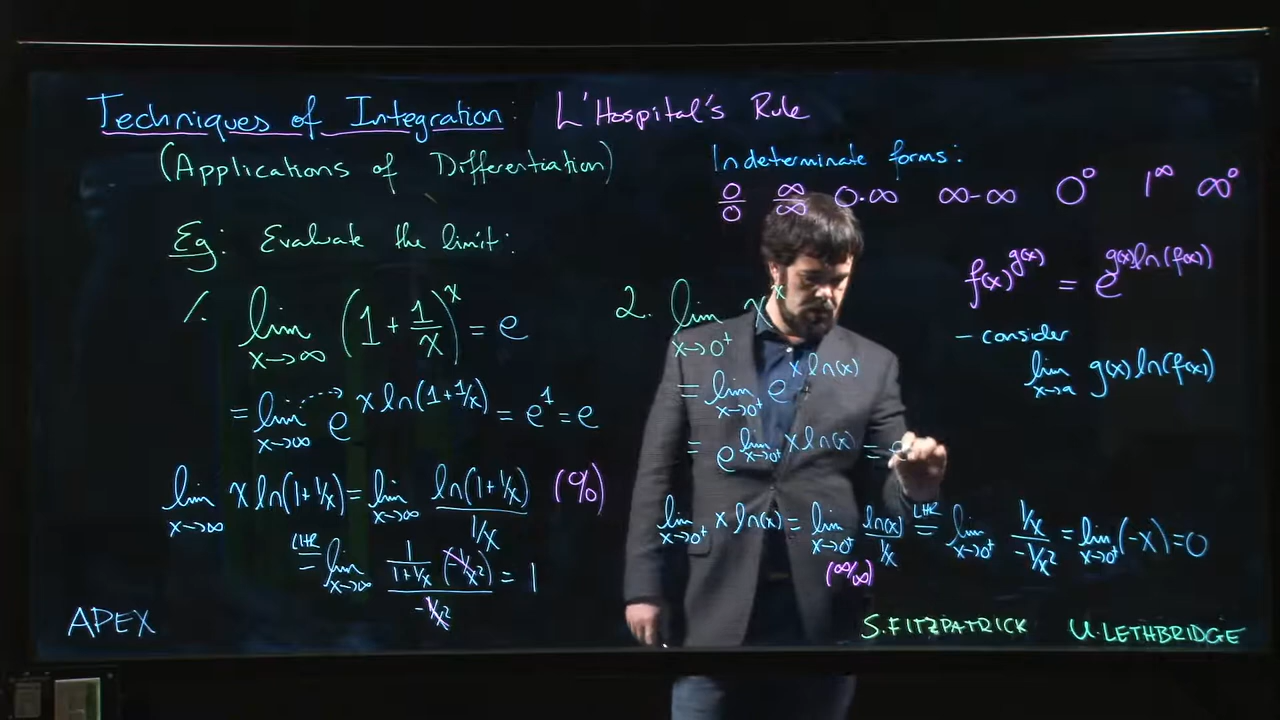 Techniques of Integration: L'Hospital's Rule
(Applications of Differentiation)
Indeterminate forms:
0/0 ∞/∞ 0·∞ ∞-∞ 0^0 1^∞ ∞^0
Eg: Evaluate the limit:
1. lim x→∞ (1 + 1/x)^x = e
= lim x→∞ e^(x ln(1+1/x)) = e^1 = e
lim x→∞ x ln(1+1/x) = lim x→∞ ln(1+1/x) / 1/x (0/0)
LHR = lim x→∞ 1/(1+1/x) (-1/x²) / -1/x² = 1
2. lim x→0+ x^x
= lim x→0+ e^(x ln(x))
= e^(lim x→0+ x ln(x)) = e
lim x→0+ x ln(x) = lim x→0+ ln(x) / 1/x LHR = lim x→0+ 1/x / -1/x² = lim x→0+ (-x) = 0
(∞/∞)
f(x)^g(x) = e^(g(x) ln(f(x)))
- consider
lim x→a g(x) ln(f(x))
APEX
S. FITZPATRICK U. LETHBRIDGE